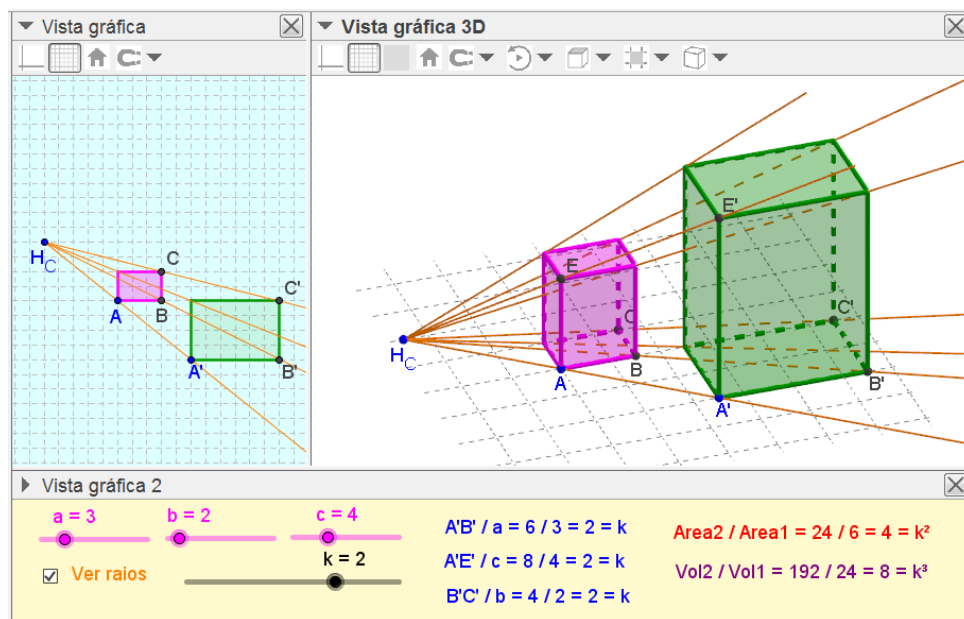 Vista gráfica
Vista gráfica 3D
H
C
A
B
C
A'
B'
C'
H
C
A
B
C
E
A'
B'
C'
E'
Vista gráfica 2
a = 3
b = 2
c = 4
k = 2
Ver raios
A'B' / a = 6 / 3 = 2 = k
A'E' / c = 8 / 4 = 2 = k
B'C' / b = 4 / 2 = 2 = k
Area2 / Area1 = 24 / 6 = 4 = k²
Vol2 / Vol1 = 192 / 24 = 8 = k³